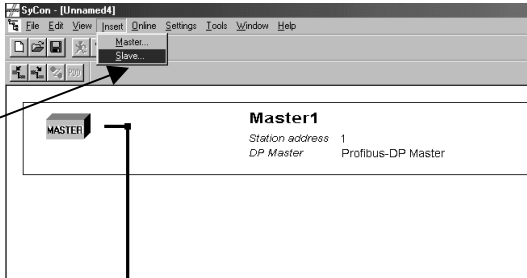 SyCon - [Unnamed4]
File Edit View Insert Online Settings Tools Window Help
Master...
Slave...
MASTER
Master1
Station address 1
DP Master Profibus-DP Master